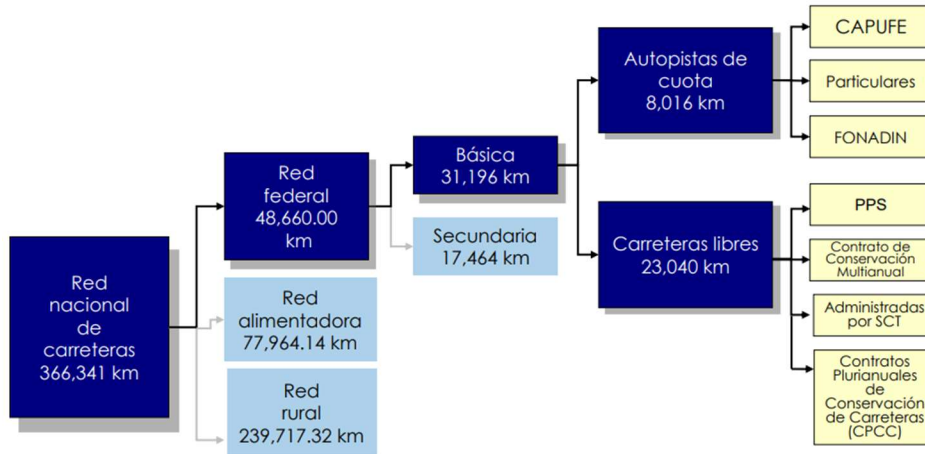 Red
nacional
de
carreteras
366,341 km
Red
federal
48,660.00
km
Red
alimentadora
77,964.14 km
Red
rural
239,717.32 km
Básica
31,196 km
Secundaria
17,464 km
Autopistas de
cuota
8,016 km
Carreteras libres
23,040 km
CAPUFE
Particulares
FONADIN
PPS
Contrato de
Conservación
Multianual
Administradas
por SCT
Contratos
Plurianuales
de
Conservación
de Carreteras
(CPCC)